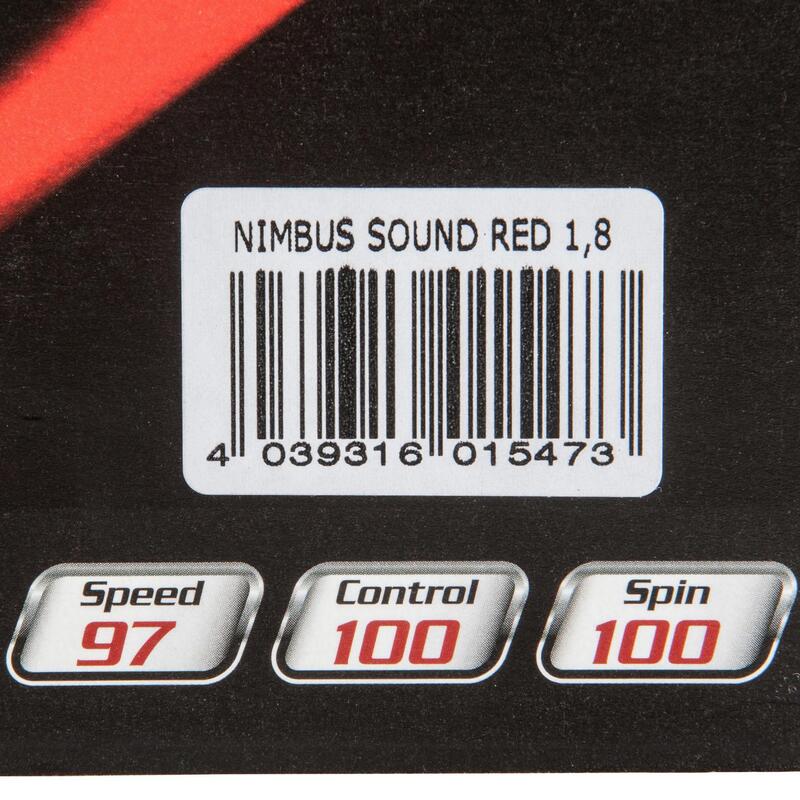 NIMBUS SOUND RED 1,8
4 039316 015473
Speed Control Spin
97 100 100